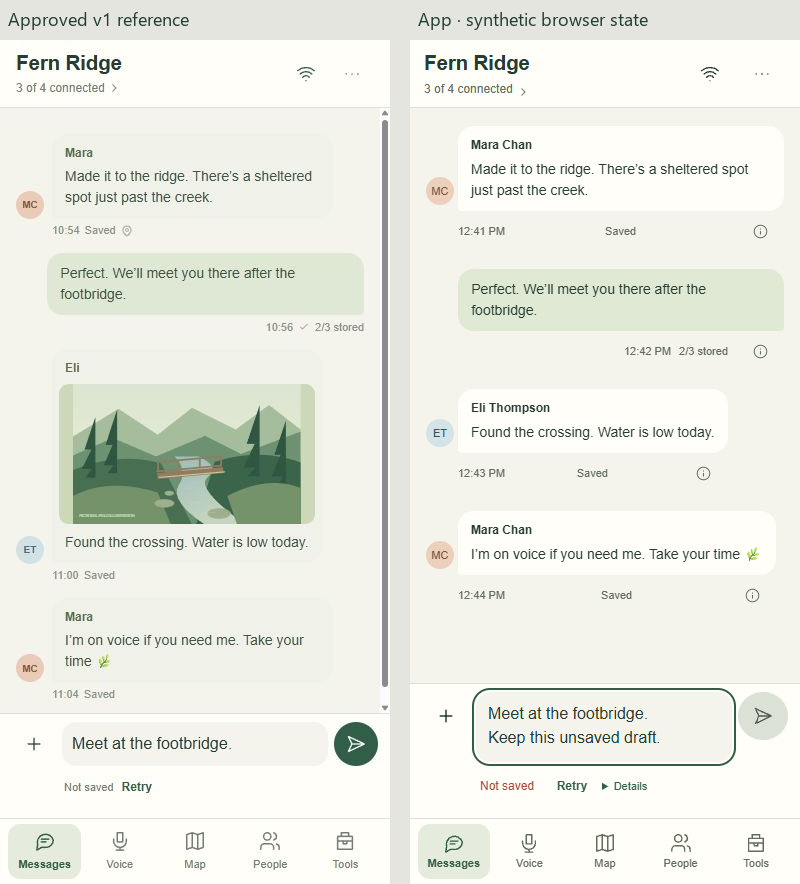 Approved v1 reference
Fern Ridge
3 of 4 connected
Mara
Made it to the ridge. There's a sheltered
spot just past the creek.
MC
10:54 Saved
Perfect. We'll meet you there after the
footbridge.
10:56 2/3 stored
Eli
ET
Found the crossing. Water is low today.
11:00 Saved
Mara
I'm on voice if you need me. Take your
time
MC
11:04 Saved
Meet at the footbridge.
Not saved Retry
Messages Voice Map People Tools
App · synthetic browser state
Fern Ridge
3 of 4 connected
Mara Chan
Made it to the ridge. There's a sheltered spot
just past the creek.
MC
12:41 PM Saved
Perfect. We'll meet you there after the
footbridge.
12:42 PM 2/3 stored
Eli Thompson
Found the crossing. Water is low today.
ET
12:43 PM Saved
Mara Chan
I'm on voice if you need me. Take your time
MC
12:44 PM Saved
Meet at the footbridge.
Keep this unsaved draft.
Not saved Retry Details
Messages Voice Map People Tools